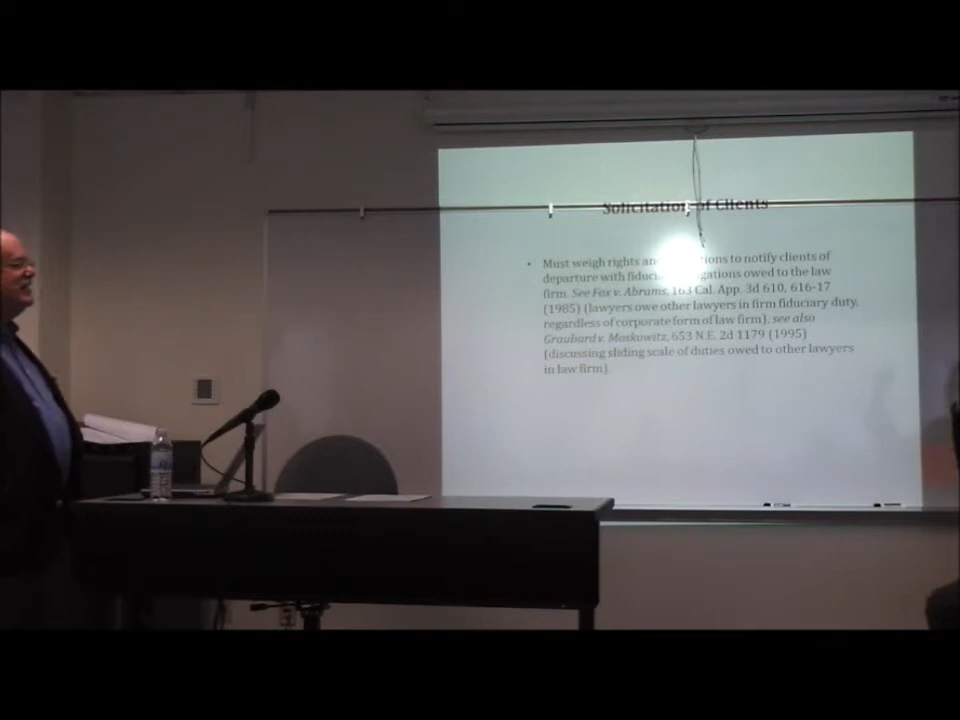 Solicitation of Clients
• Must weigh rights and to notify clients of
departure with owed to the law
firm. See Fox v. Abrams, 163 Cal. App. 3d 610, 616-17
(1985) (lawyers owe other lawyers in firm fiduciary duty,
regardless of corporate form of law firm), see also
Graubard v. Moskowitz, 653 N.E. 2d 1179 (1995)
(discussing sliding scale of duties owed to other lawyers
in law firm).